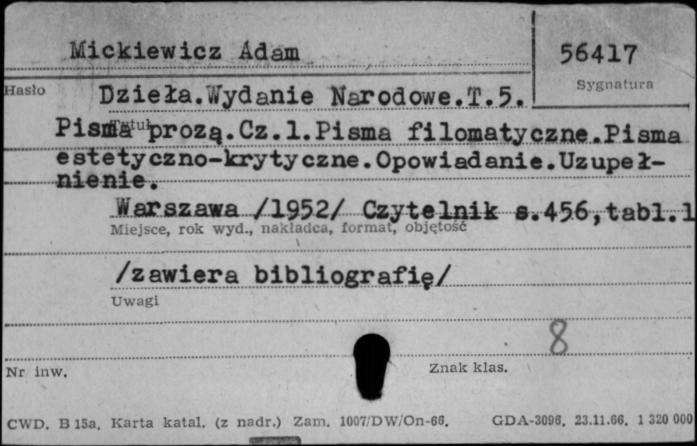 Mickiewicz Adam
56417
Hasło
Sygnatura
Dzieła.Wydanie Narodowe.T.5.
Tytuł
Pisma prozą.Cz.1.Pisma filomatyczne.Pisma
estetyczno-krytyczne.Opowiadanie.Uzupeł-
nienie.
Warszawa /1952/ Czytelnik s.456,tabl.1
Miejsce, rok wyd., nakładca, format, objętość
/zawiera bibliografię/
Uwagi
8
Nr inw.
Znak klas.
CWD. B 15a. Karta katal. (z nadr.) Zam. 1007/DW/On-66. GDA-3096. 23.11.66. 1 320 000